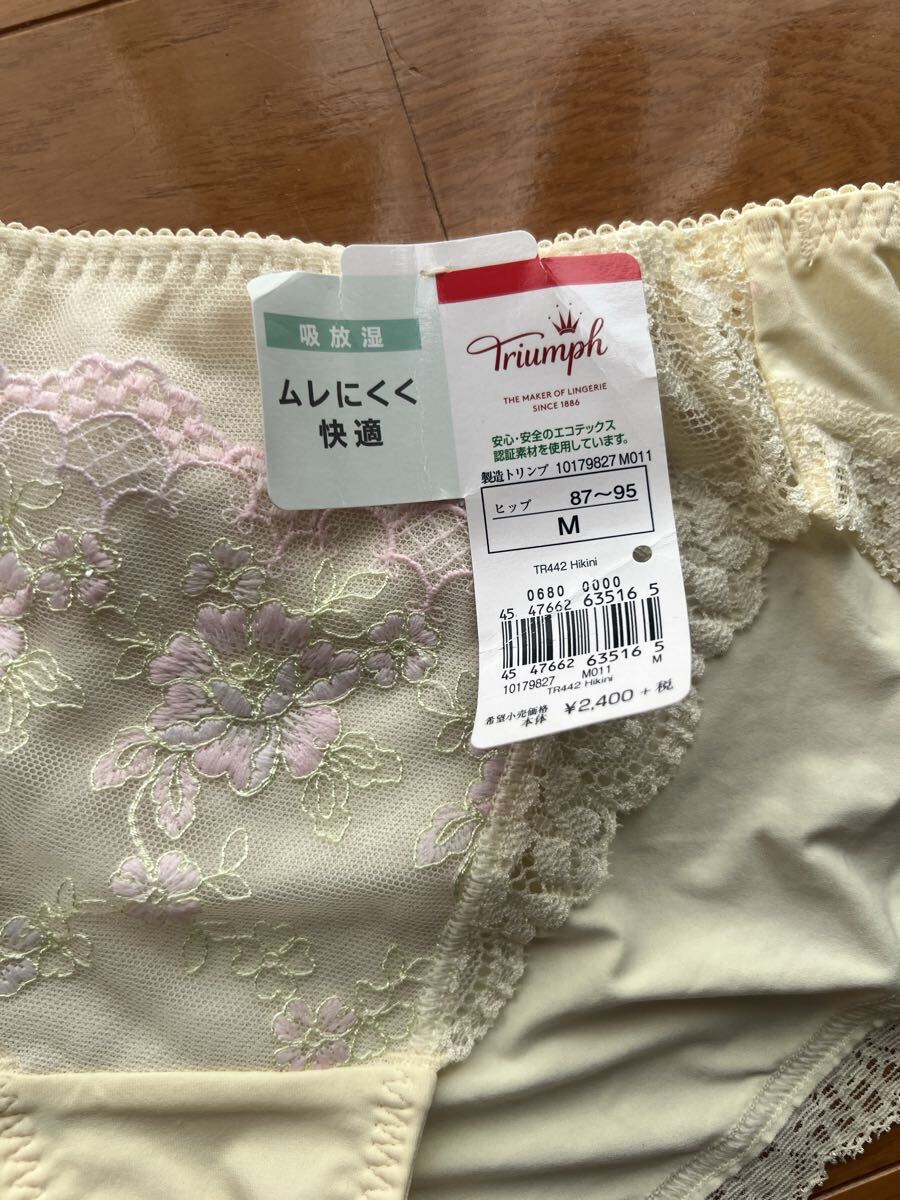 吸放湿
ムレにくく
快適
Triumph
THE MAKER OF LINGERIE
SINCE 1886
安心・安全のエコテックス
認証素材を使用しています。
製造トリンプ 10179827 M011
ヒップ 87〜95
M
TR442 Hikini
0680 0000
45 47662 63516 5
45 47662 63516 5
10179827 M011 M
TR442 Hikini
希望小売価格
本体 ¥2,400+税